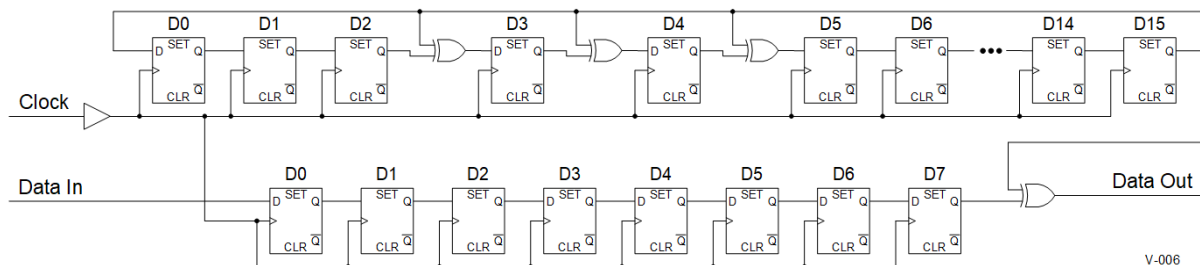 D0 D1 D2 D3 D4 D5 D6 D14 D15
D SET Q SET Q SET Q D SET Q SET Q SET Q SET Q SET Q SET Q
Q Q Q Q Q Q Q Q Q
CLR CLR CLR CLR CLR CLR CLR CLR CLR
Clock
D0 D1 D2 D3 D4 D5 D6 D7
Data In
D SET Q SET Q SET Q SET Q SET Q SET Q SET Q SET Q
Data Out
Q Q Q Q Q Q Q Q
CLR CLR CLR CLR CLR CLR CLR CLR
V-006